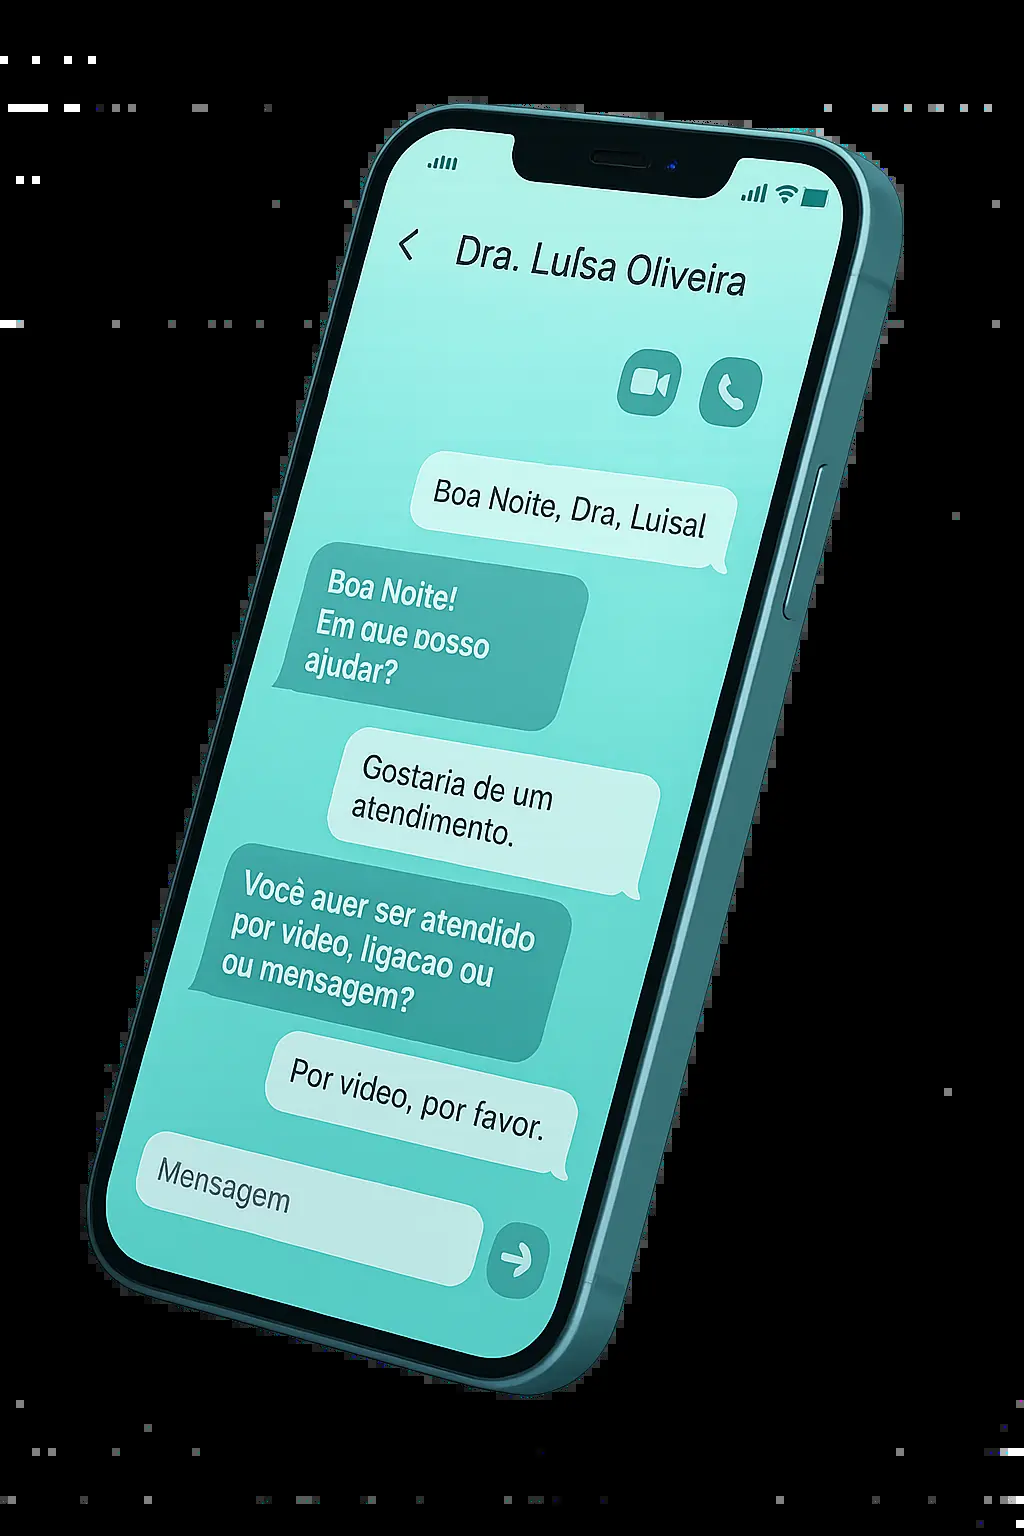 Dra. Luísa Oliveira
Boa Noite, Dra, Luisal
Boa Noite!
Em que posso
ajudar?
Gostaria de um
atendimento.
Você auer ser atendido
por video, ligacao ou
ou mensagem?
Por video, por favor.
Mensagem